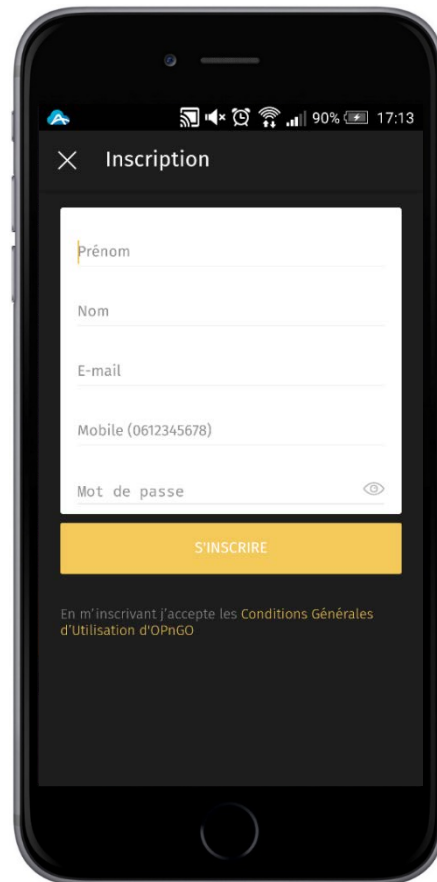 90% 17:13
Inscription
Prénom
Nom
E-mail
Mobile (0612345678)
Mot de passe
S'INSCRIRE
En m'inscrivant j'accepte les Conditions Générales
d'Utilisation d'OPnGO